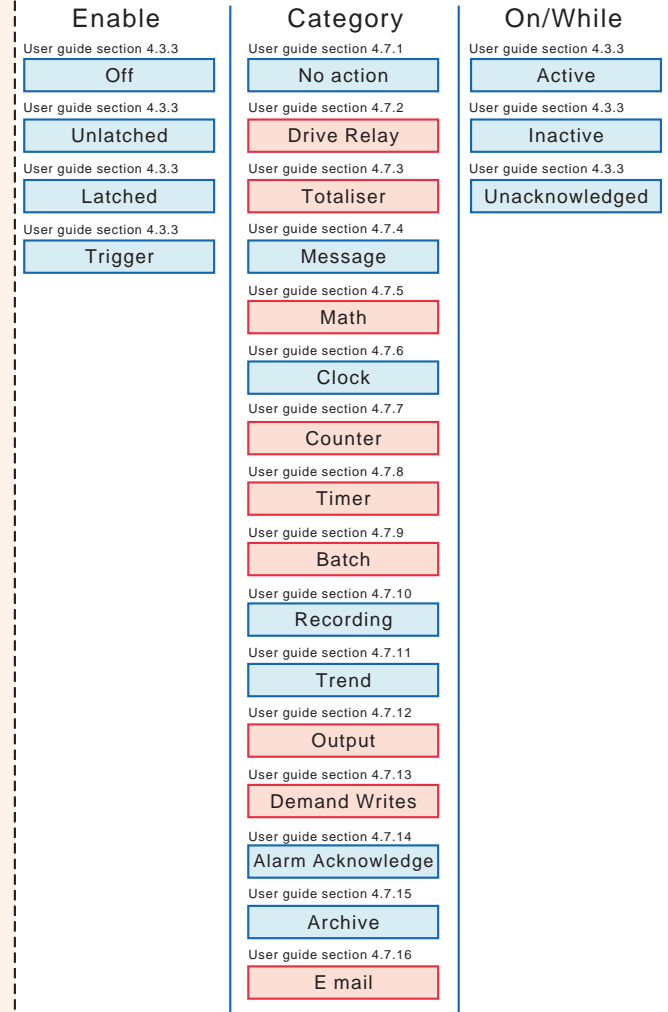 Enable
User guide section 4.3.3
Off
User guide section 4.3.3
Unlatched
User guide section 4.3.3
Latched
User guide section 4.3.3
Trigger
Category
User guide section 4.7.1
No action
User guide section 4.7.2
Drive Relay
User guide section 4.7.3
Totaliser
User guide section 4.7.4
Message
User guide section 4.7.5
Math
User guide section 4.7.6
Clock
User guide section 4.7.7
Counter
User guide section 4.7.8
Timer
User guide section 4.7.9
Batch
User guide section 4.7.10
Recording
User guide section 4.7.11
Trend
User guide section 4.7.12
Output
User guide section 4.7.13
Demand Writes
User guide section 4.7.14
Alarm Acknowledge
User guide section 4.7.15
Archive
User guide section 4.7.16
E mail
On/While
User guide section 4.3.3
Active
User guide section 4.3.3
Inactive
User guide section 4.3.3
Unacknowledged